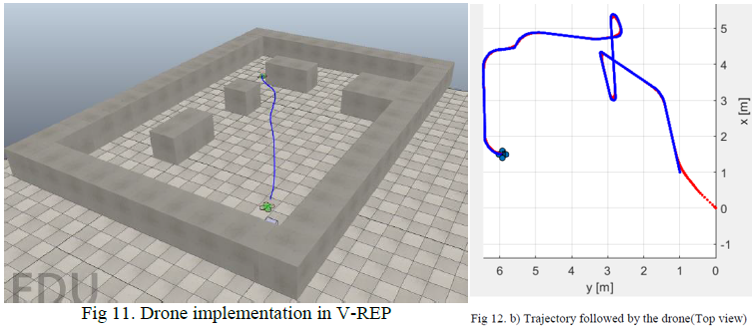 EDU
Fig 11. Drone implementation in V-REP
5
4
3
2
1
0
-1
x [m]
6 5 4 3 2 1 0
y [m]
Fig 12. b) Trajectory followed by the drone(Top view)